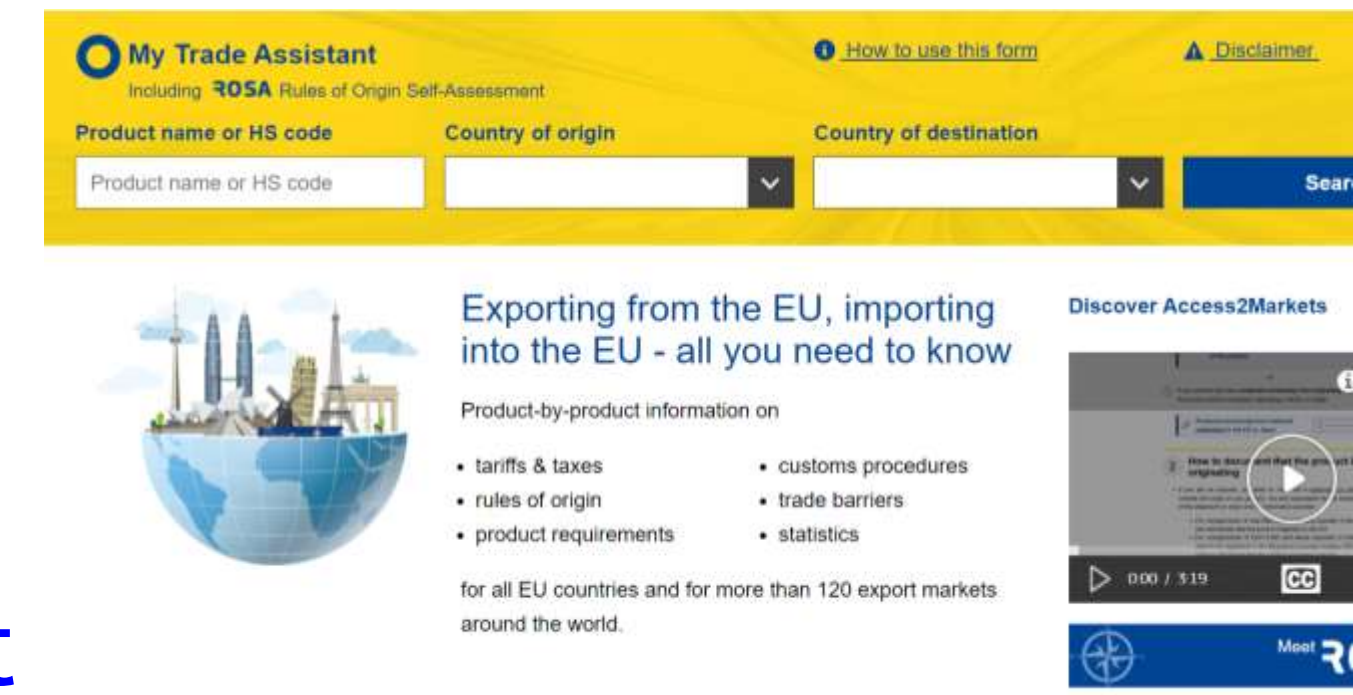 My Trade Assistant
Including ROSA Rules of Origin Self-Assessment
How to use this form
Disclaimer
Product name or HS code
Country of origin
Country of destination
Product name or HS code
Exporting from the EU, importing
into the EU - all you need to know
Product-by-product information on
• tariffs & taxes
• rules of origin
• product requirements
• customs procedures
• trade barriers
• statistics
for all EU countries and for more than 120 export markets
around the world.
Discover Access2Markets
0:00 / 3:19
CC
Meet